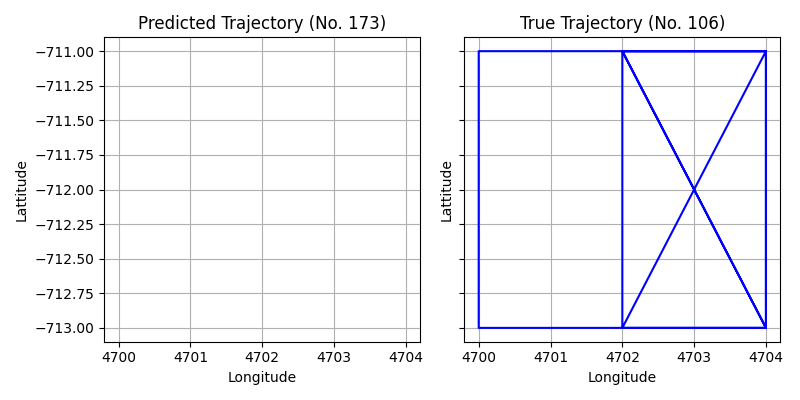 Predicted Trajectory (No. 173)
True Trajectory (No. 106)
−711.00
−711.25
−711.50
−711.75
−712.00
−712.25
−712.50
−712.75
−713.00
Lattitude
Lattitude
4700 4701 4702 4703 4704
4700 4701 4702 4703 4704
Longitude
Longitude